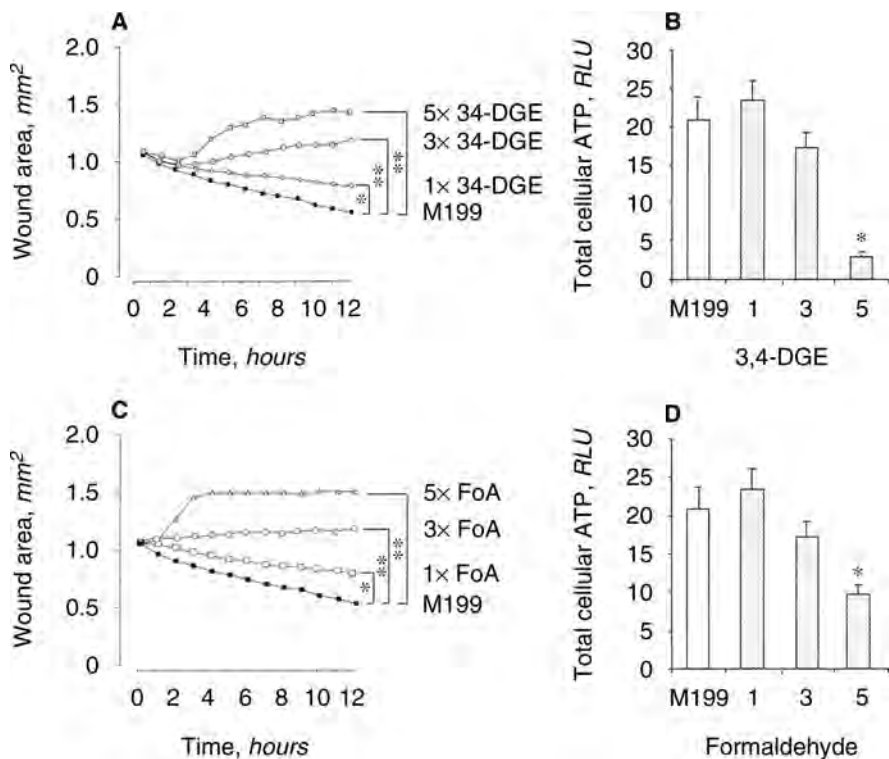 A
Wound area, mm²
2.0
1.5
1.0
0.5
0
0 2 4 6 8 10 12
Time, hours
5× 34-DGE
3× 34-DGE
1× 34-DGE
M199
*
**
**
B
Total cellular ATP, RLU
30
25
20
15
10
5
0
*
M199 1 3 5
3,4-DGE
C
Wound area, mm²
2.0
1.5
1.0
0.5
0
0 2 4 6 8 10 12
Time, hours
5× FoA
3× FoA
1× FoA
M199
*
**
**
D
Total cellular ATP, RLU
30
25
20
15
10
5
0
*
M199 1 3 5
Formaldehyde